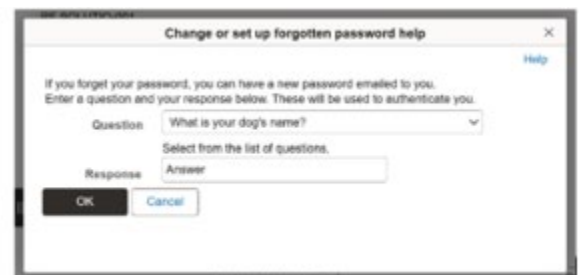 Change or set up forgotten password help
×
Help
If you forget your password, you can have a new password emailed to you.
Enter a question and your response below. These will be used to authenticate you.
Question What is your dog's name?
Select from the list of questions.
Response Answer
OK Cancel